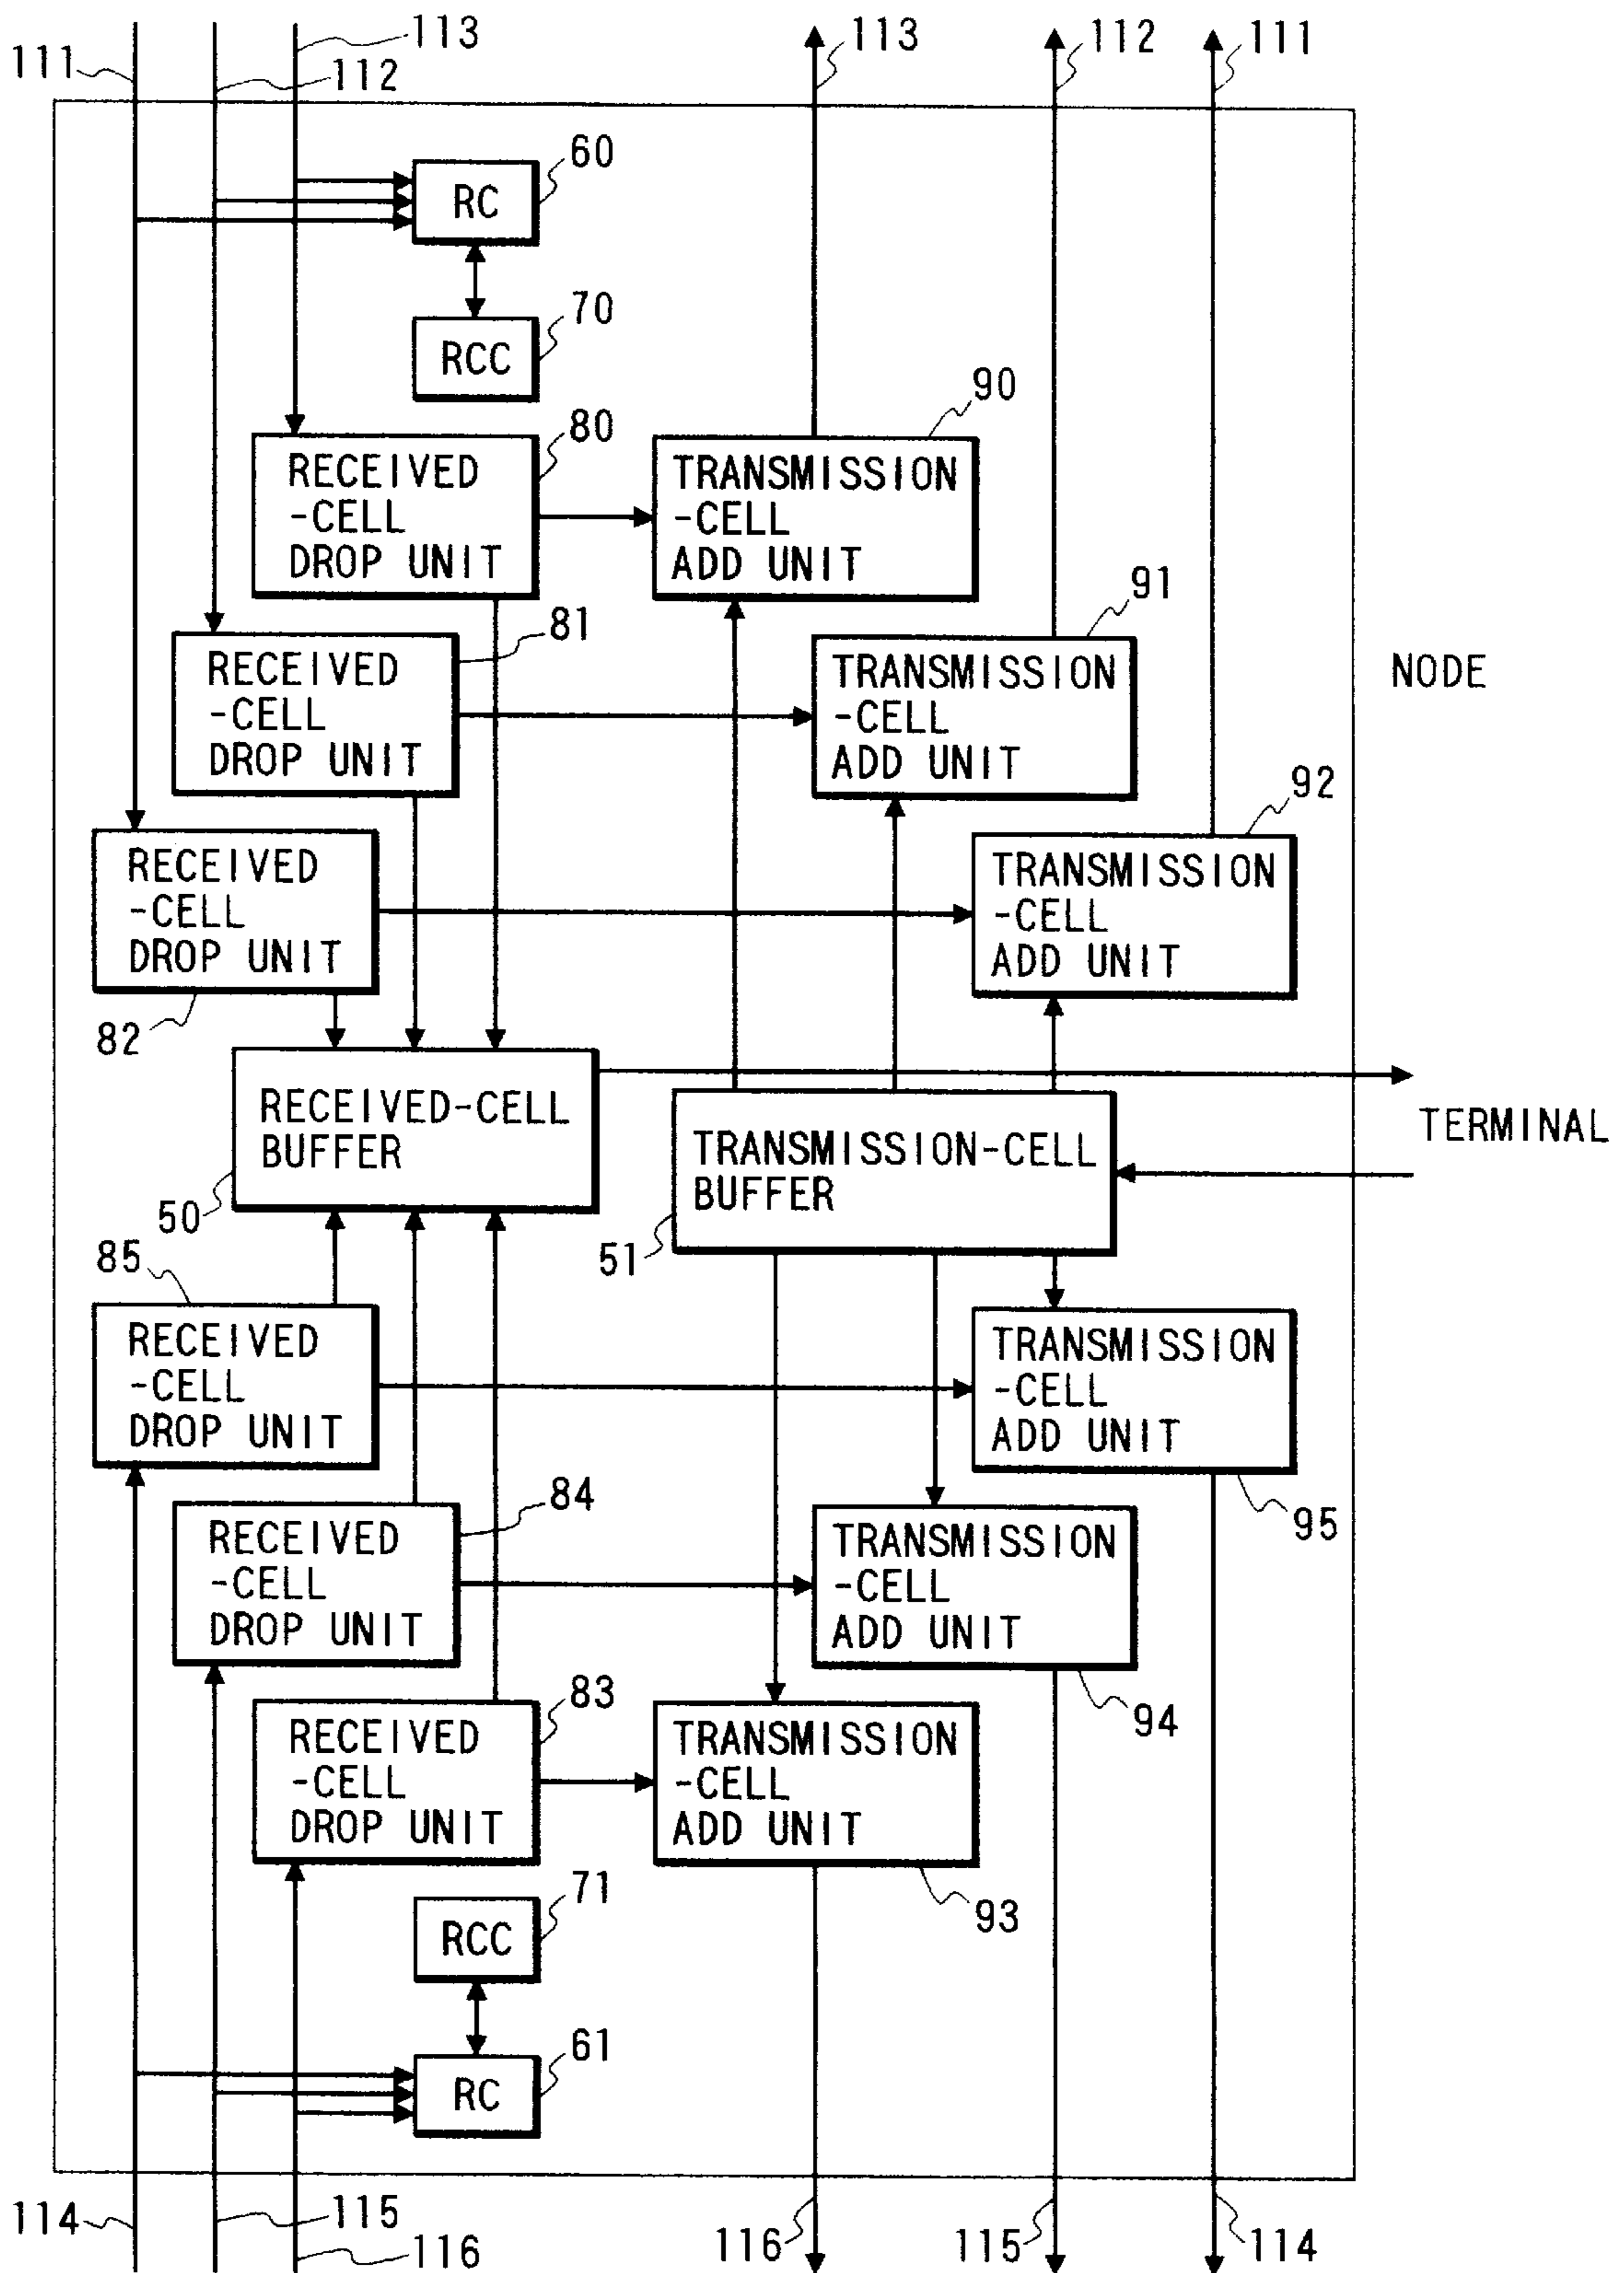 113
113
112
111
111
112
60
RC
70
RCC
90
80
RECEIVED
-CELL
DROP UNIT
TRANSMISSION
-CELL
ADD UNIT
91
81
RECEIVED
-CELL
DROP UNIT
TRANSMISSION
-CELL
ADD UNIT
NODE
92
RECEIVED
-CELL
DROP UNIT
TRANSMISSION
-CELL
ADD UNIT
82
RECEIVED-CELL
BUFFER
TRANSMISSION-CELL
BUFFER
TERMINAL
50
51
85
RECEIVED
-CELL
DROP UNIT
TRANSMISSION
-CELL
ADD UNIT
84
95
RECEIVED
-CELL
DROP UNIT
TRANSMISSION
-CELL
ADD UNIT
83
94
RECEIVED
-CELL
DROP UNIT
TRANSMISSION
-CELL
ADD UNIT
71
93
RCC
61
RC
114
115
116
116
115
114